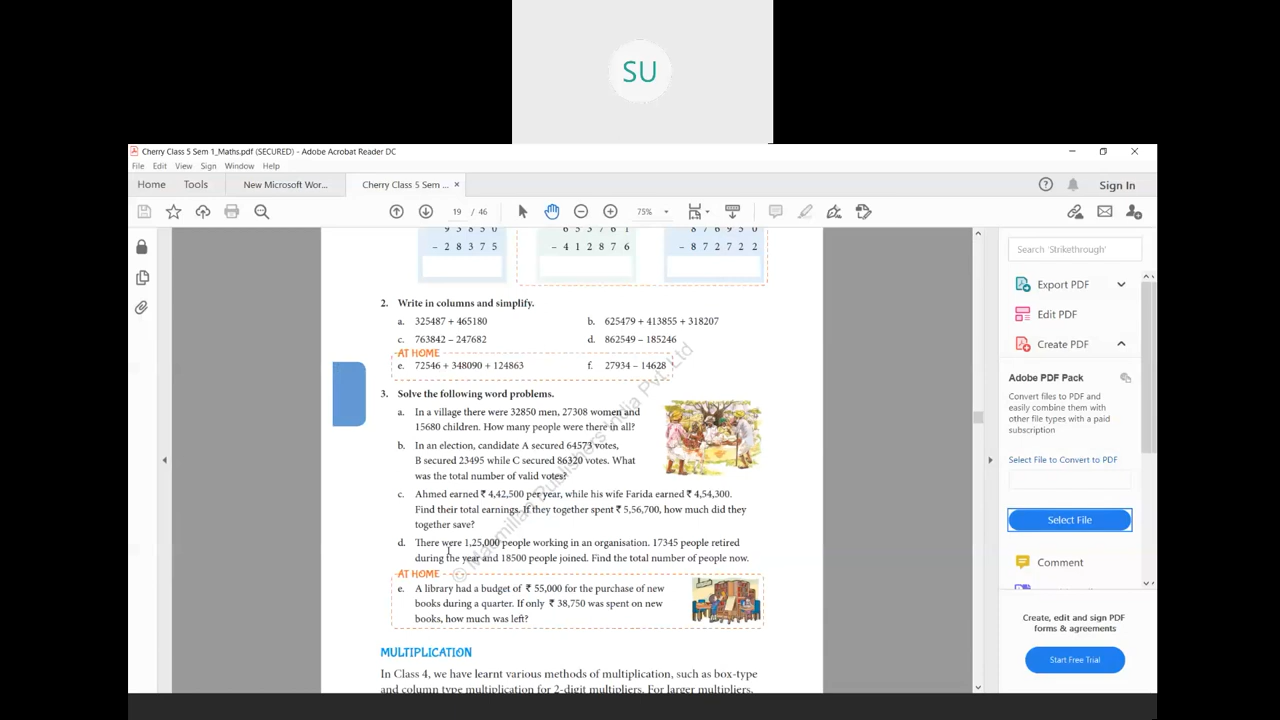 SU
Cherry Class 5 Sem 1_Maths.pdf (SECURED) - Adobe Acrobat Reader DC
File Edit View Sign Window Help
Home Tools New Microsoft Wor... Cherry Class 5 Sem ... × Sign In
19 / 46 75%
- 2 8 3 7 5 - 4 1 2 8 7 6 - 8 7 2 7 2 2
2. Write in columns and simplify.
a. 325487 + 465180 b. 625479 + 413855 + 318207
c. 763842 – 247682 d. 862549 – 185246
AT HOME
e. 72546 + 348090 + 124863 f. 27934 – 14628
3. Solve the following word problems.
a. In a village there were 32850 men, 27308 women and
15680 children. How many people were there in all?
b. In an election, candidate A secured 64573 votes,
B secured 23495 while C secured 86320 votes. What
was the total number of valid votes?
c. Ahmed earned ₹ 4,42,500 per year, while his wife Farida earned ₹ 4,54,300.
Find their total earnings. If they together spent ₹ 5,56,700, how much did they
together save?
d. There were 1,25,000 people working in an organisation. 17345 people retired
during the year and 18500 people joined. Find the total number of people now.
AT HOME
e. A library had a budget of ₹ 55,000 for the purchase of new
books during a quarter. If only ₹ 38,750 was spent on new
books, how much was left?
MULTIPLICATION
In Class 4, we have learnt various methods of multiplication, such as box-type
and column type multiplication for 2-digit multipliers. For larger multipliers,
© Macmillan Publishers India Pvt. Ltd
Search 'Strikethrough'
Export PDF
Edit PDF
Create PDF
Adobe PDF Pack
Convert files to PDF and
easily combine them with
other file types with a paid
subscription
Select File to Convert to PDF
Select File
Comment
Create, edit and sign PDF
forms & agreements
Start Free Trial